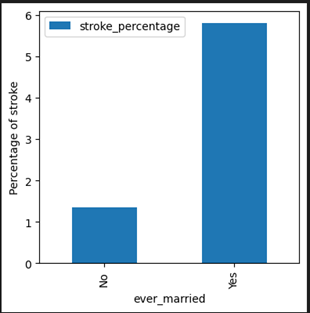 stroke_percentage
Percentage of stroke
6
5
4
3
2
1
0
No
Yes
ever_married